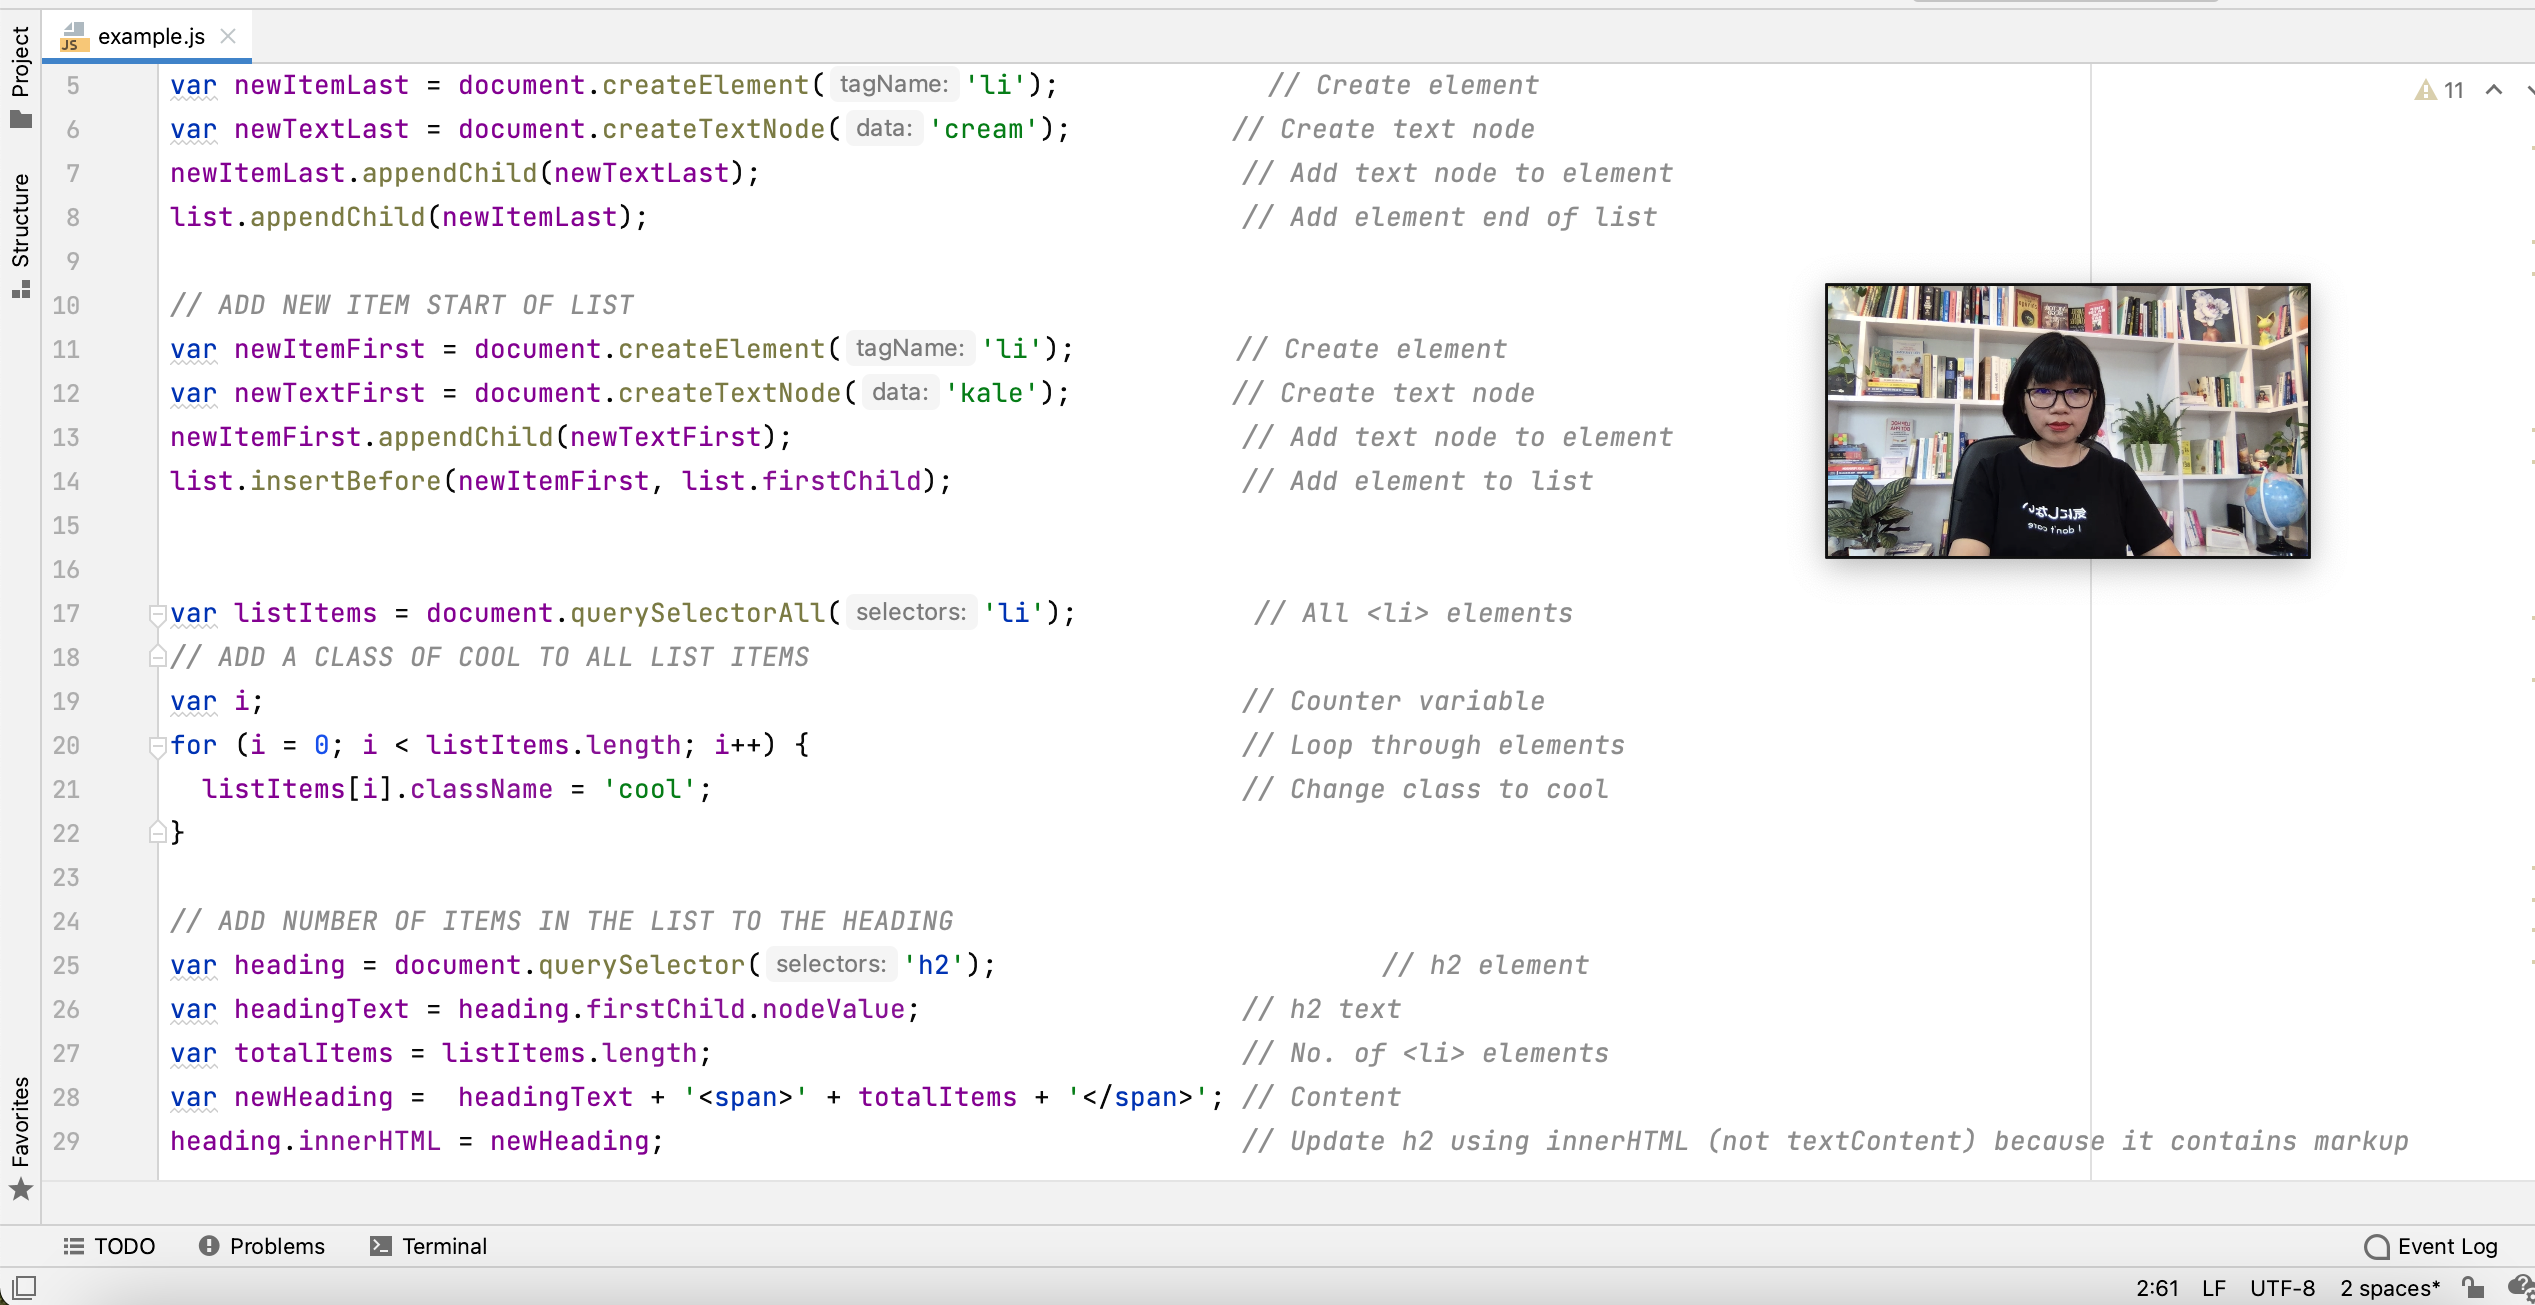 Project
Structure
Favorites
example.js
11
5 var newItemLast = document.createElement( tagName: 'li'); // Create element
6 var newTextLast = document.createTextNode( data: 'cream'); // Create text node
7 newItemLast.appendChild(newTextLast); // Add text node to element
8 list.appendChild(newItemLast); // Add element end of list
9
10 // ADD NEW ITEM START OF LIST
11 var newItemFirst = document.createElement( tagName: 'li'); // Create element
12 var newTextFirst = document.createTextNode( data: 'kale'); // Create text node
13 newItemFirst.appendChild(newTextFirst); // Add text node to element
14 list.insertBefore(newItemFirst, list.firstChild); // Add element to list
15
16
17 var listItems = document.querySelectorAll( selectors: 'li'); // All <li> elements
18 // ADD A CLASS OF COOL TO ALL LIST ITEMS
19 var i; // Counter variable
20 for (i = 0; i < listItems.length; i++) { // Loop through elements
21 listItems[i].className = 'cool'; // Change class to cool
22 }
23
24 // ADD NUMBER OF ITEMS IN THE LIST TO THE HEADING
25 var heading = document.querySelector( selectors: 'h2'); // h2 element
26 var headingText = heading.firstChild.nodeValue; // h2 text
27 var totalItems = listItems.length; // No. of <li> elements
28 var newHeading =  headingText + '<span>' + totalItems + '</span>'; // Content
29 heading.innerHTML = newHeading; // Update h2 using innerHTML (not textContent) because it contains markup
気にしない
I don't care
TODO Problems Terminal Event Log
2:61 LF UTF-8 2 spaces*